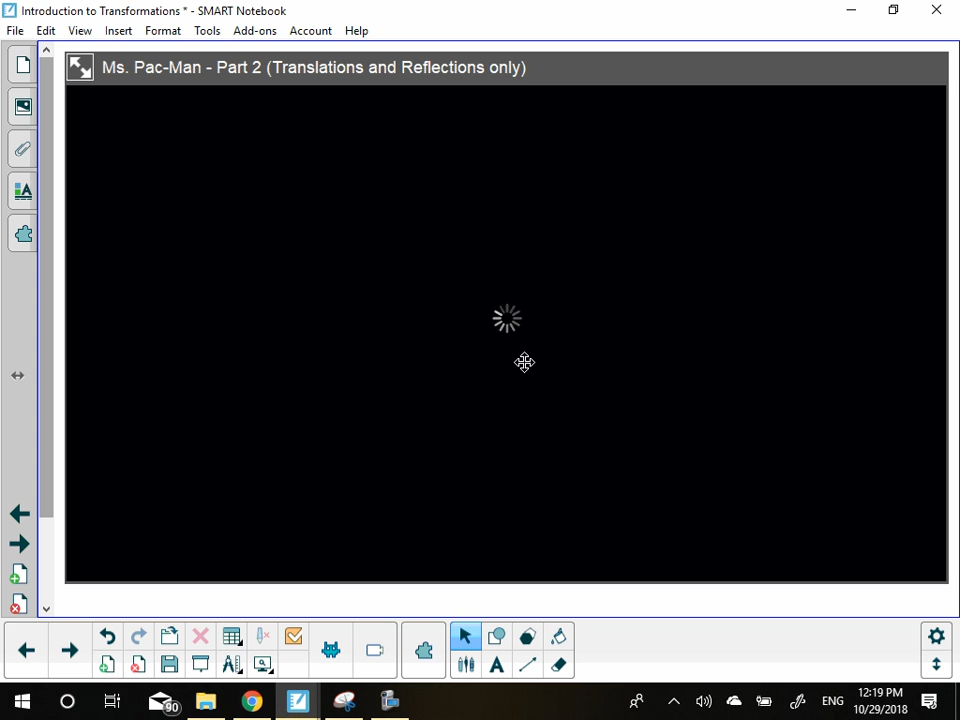 Introduction to Transformations * - SMART Notebook
File Edit View Insert Format Tools Add-ons Account Help
Ms. Pac-Man - Part 2 (Translations and Reflections only)
A
A
90
ENG
12:19 PM
10/29/2018